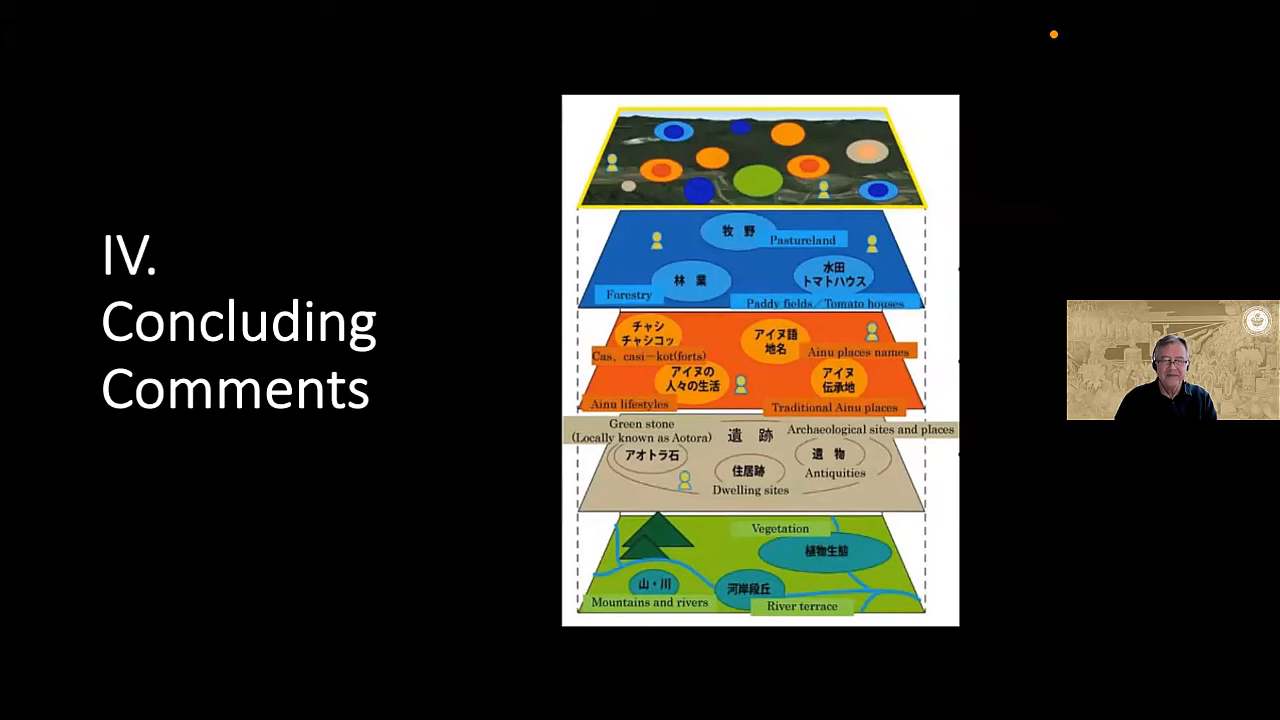 IV.
Concluding
Comments
牧 野
Pastureland
林 業
Forestry
水田
トマトハウス
Paddy fields／Tomato houses
チャシ
チャシコッ
Cas, casi－kot(forts)
アイヌ語
地名
Ainu places names
アイヌの
人々の生活
Ainu lifestyles
アイヌ
伝承地
Traditional Ainu places
Green stone
(Locally known as Aotora)
アオトラ石
遺 跡
Archaeological sites and places
住居跡
Dwelling sites
遺 物
Antiquities
Vegetation
植物生態
山・川
Mountains and rivers
河岸段丘
River terrace